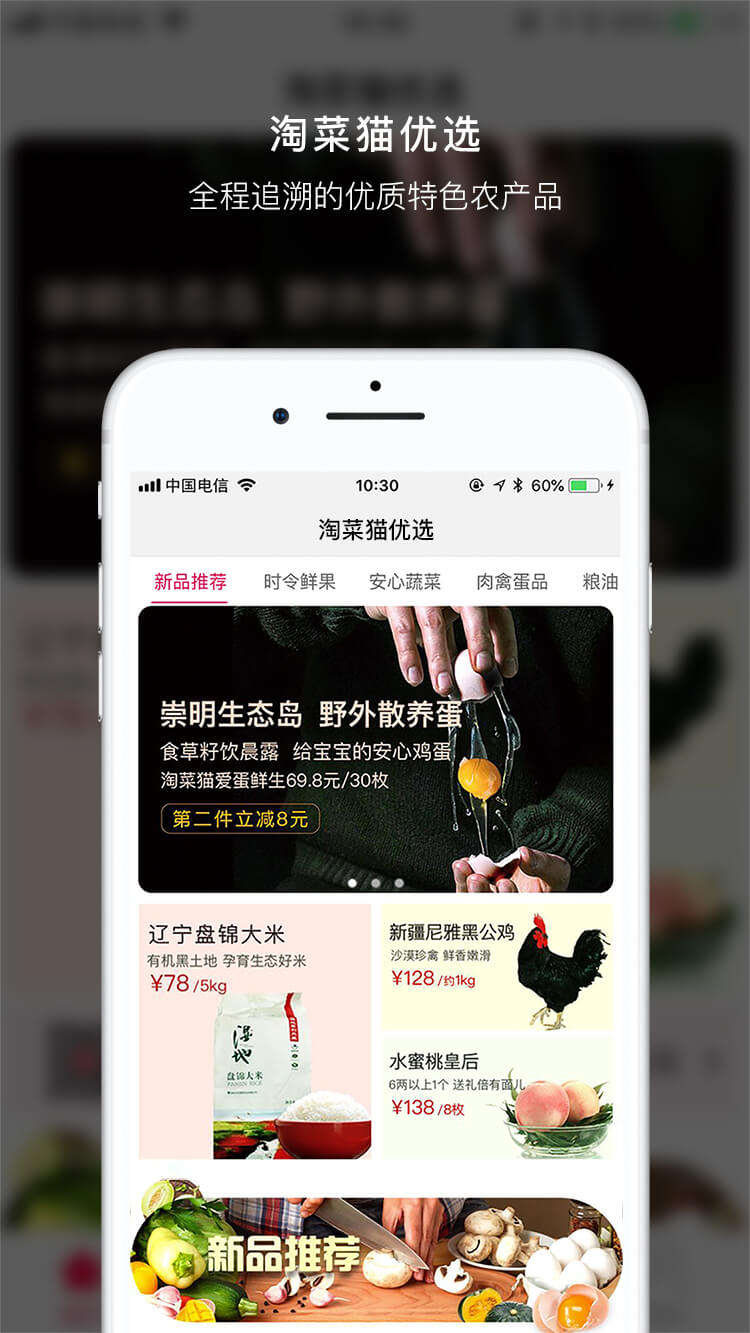 淘菜猫优选
全程追溯的优质特色农产品
中国电信 10:30 60%
淘菜猫优选
新品推荐 时令鲜果 安心蔬菜 肉禽蛋品 粮油
崇明生态岛 野外散养蛋
食草籽饮晨露 给宝宝的安心鸡蛋
淘菜猫爱蛋鲜生69.8元/30枚
第二件立减8元
辽宁盘锦大米
有机黑土地 孕育生态好米
¥78/5kg
湿地
盘锦大米
PANJIN RICE
新疆尼雅黑公鸡
沙漠珍禽 鲜香嫩滑
¥128/约1kg
水蜜桃皇后
6两以上1个 送礼倍有面儿
¥138/8枚
新品推荐